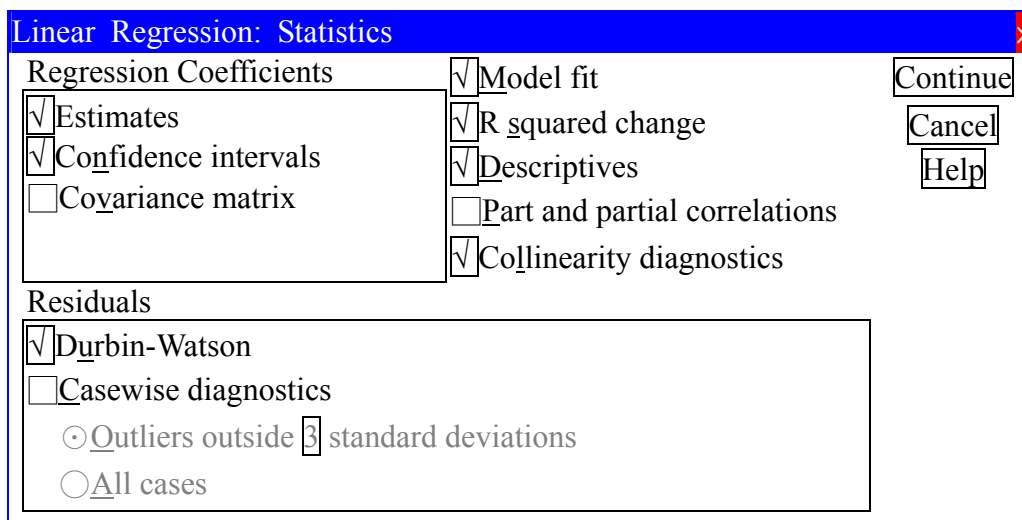 Linear Regression: Statistics
Regression Coefficients
√ Estimates
√ Confidence intervals
Covariance matrix
√ Model fit
√ R squared change
√ Descriptives
Part and partial correlations
√ Collinearity diagnostics
Continue
Cancel
Help
Residuals
√ Durbin-Watson
Casewise diagnostics
Outliers outside 3 standard deviations
All cases